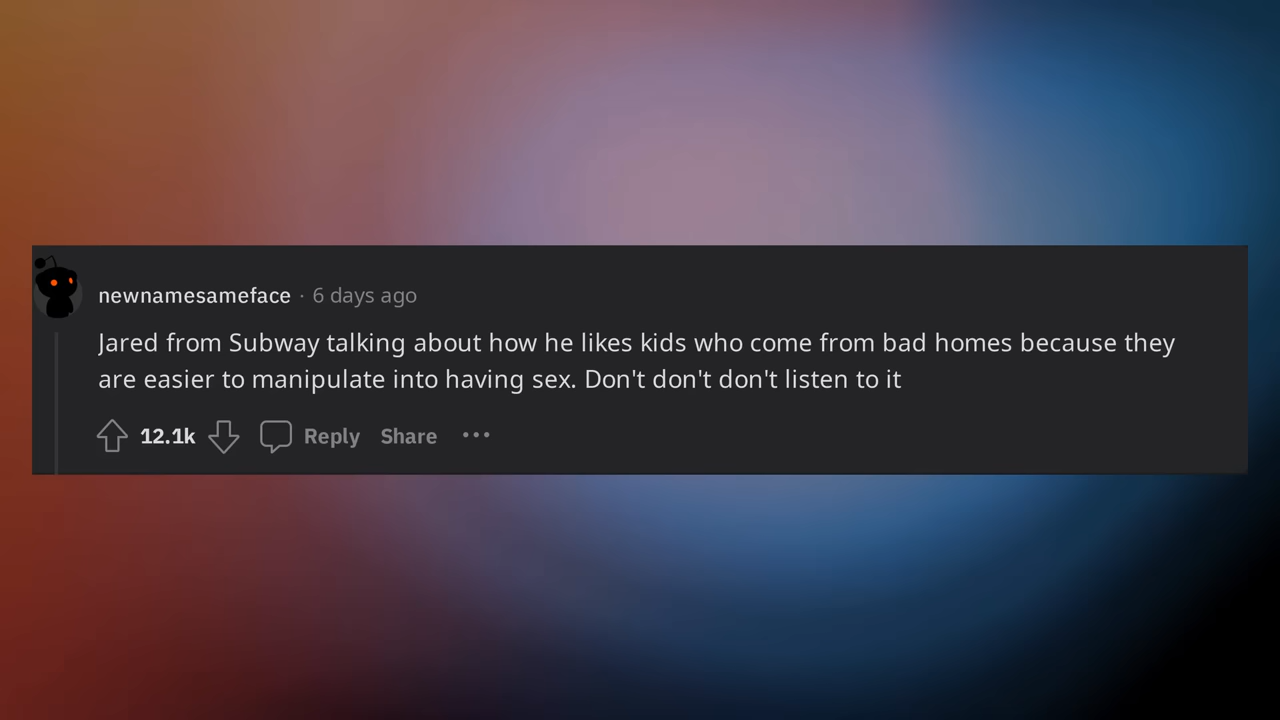 newnamesameface · 6 days ago
Jared from Subway talking about how he likes kids who come from bad homes because they
are easier to manipulate into having sex. Don't don't don't listen to it
12.1k Reply Share •••